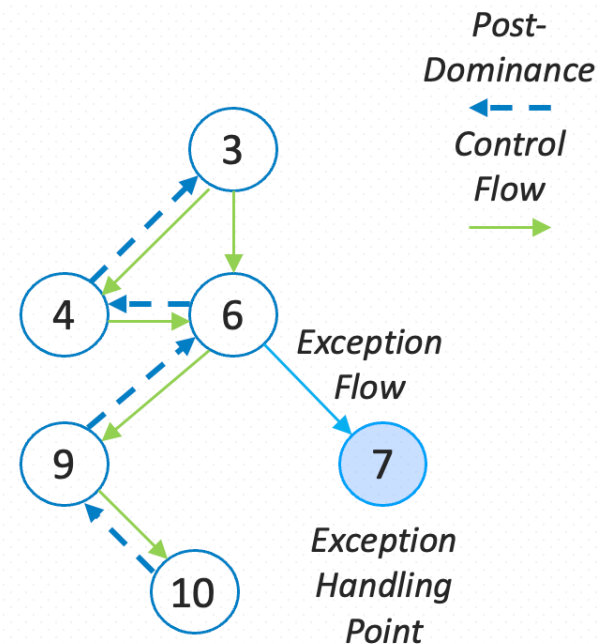 Post-
Dominance
Control
Flow
3
4
6
Exception
Flow
9
7
10
Exception
Handling
Point